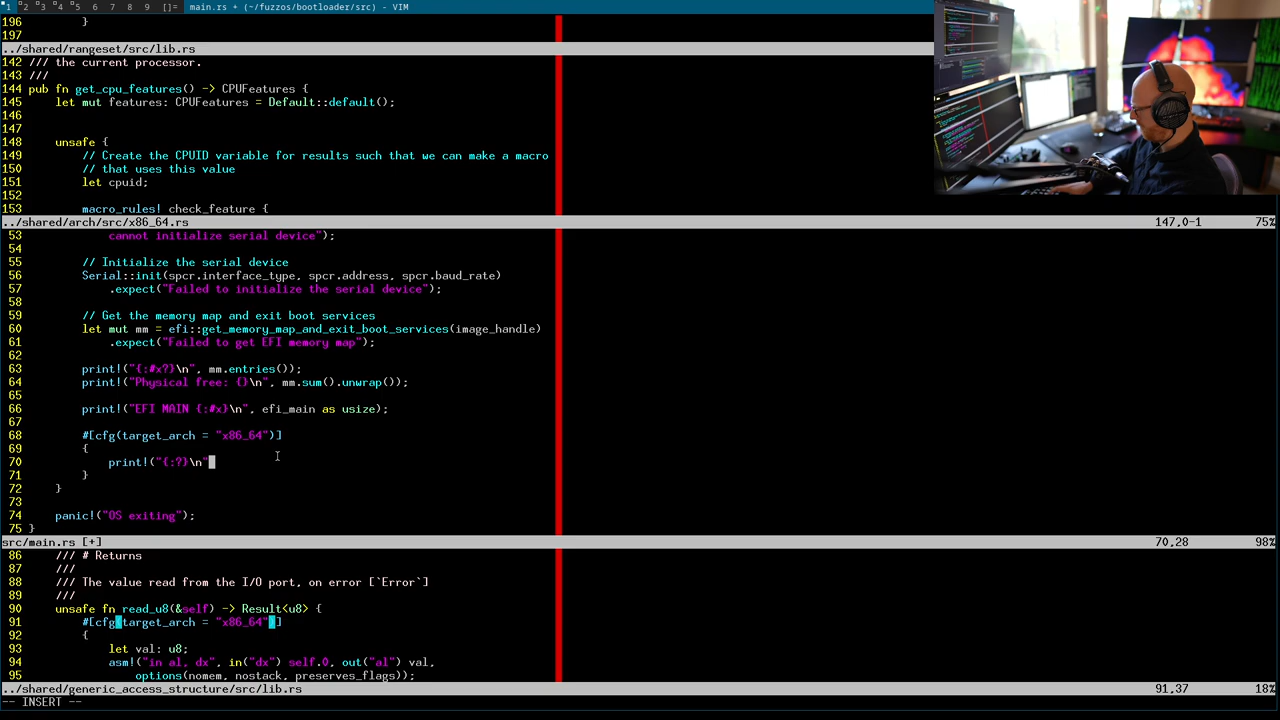 1 2 3 4 5 6 7 8 9 []= main.rs + (~/fuzzos/bootloader/src) - VIM
196         }
197
../shared/rangeset/src/lib.rs
142 /// the current processor.
143 ///
144 pub fn get_cpu_features() -> CPUFeatures {
145     let mut features: CPUFeatures = Default::default();
146
147
148     unsafe {
149         // Create the CPUID variable for results such that we can make a macro
150         // that uses this value
151         let cpuid;
152
153         macro_rules! check_feature {
../shared/arch/src/x86_64.rs 147,0-1 75%
53             cannot initialize serial device");
54
55         // Initialize the serial device
56         Serial::init(spcr.interface_type, spcr.address, spcr.baud_rate)
57             .expect("Failed to initialize the serial device");
58
59         // Get the memory map and exit boot services
60         let mut mm = efi::get_memory_map_and_exit_boot_services(image_handle)
61             .expect("Failed to get EFI memory map");
62
63         print!("{:#x?}\n", mm.entries());
64         print!("Physical free: {}\n", mm.sum().unwrap());
65
66         print!("EFI MAIN {:#x}\n", efi_main as usize);
67
68         #[cfg(target_arch = "x86_64")]
69         {
70             print!("{:?}\n"
71         }
72     }
73
74     panic!("OS exiting");
75 }
src/main.rs [+] 70,28 98%
86     /// # Returns
87     ///
88     /// The value read from the I/O port, on error [`Error`]
89     ///
90     unsafe fn read_u8(&self) -> Result<u8> {
91         #[cfg(target_arch = "x86_64")]
92         {
93             let val: u8;
94             asm!("in al, dx", in("dx") self.0, out("al") val,
95                 options(nomem, nostack, preserves_flags));
../shared/generic_access_structure/src/lib.rs 91,37 18%
-- INSERT --